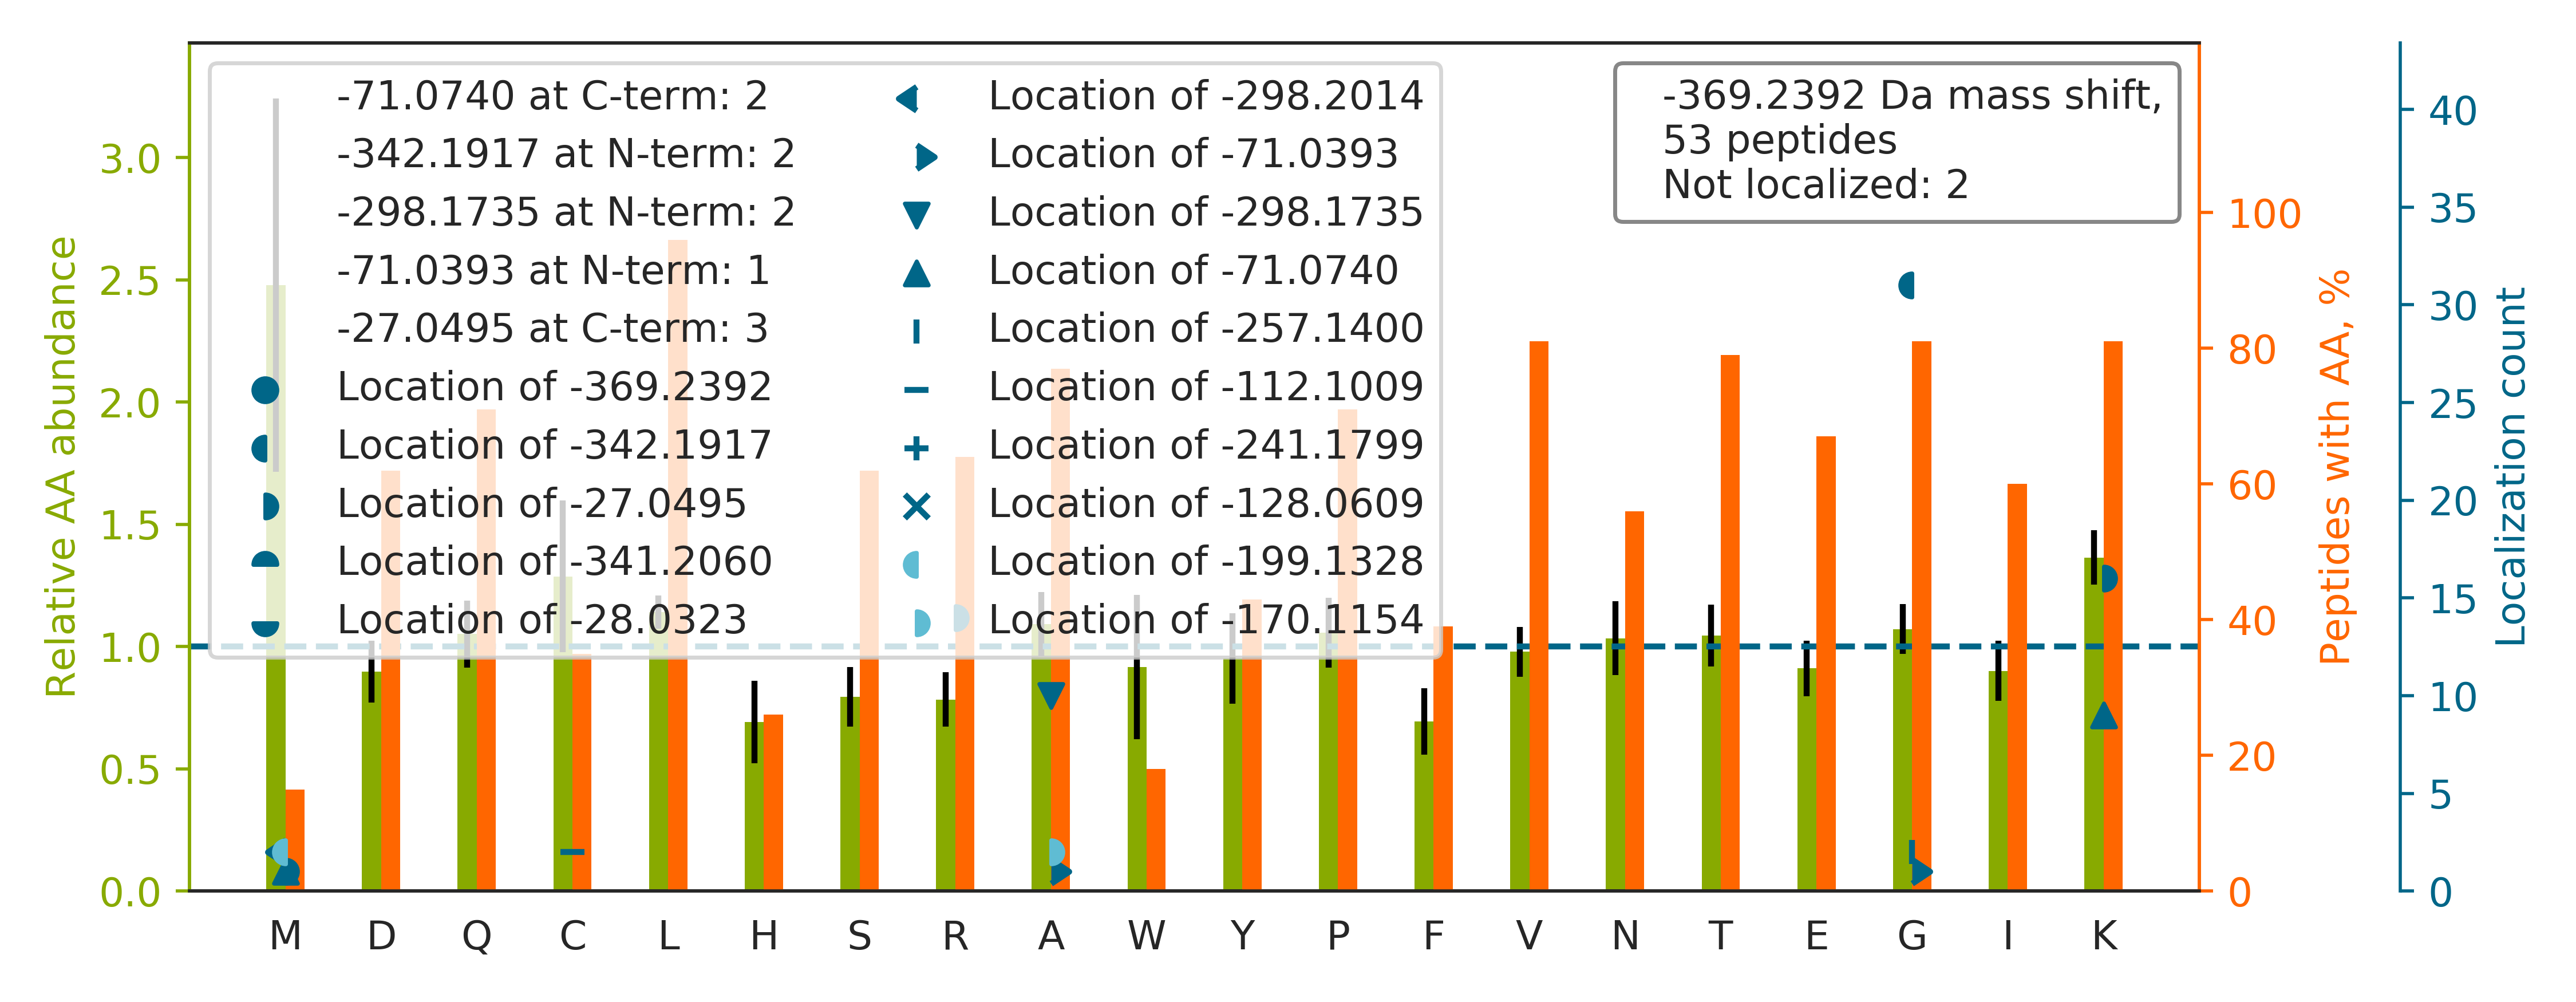 -71.0740 at C-term: 2
-342.1917 at N-term: 2
-298.1735 at N-term: 2
-71.0393 at N-term: 1
-27.0495 at C-term: 3
Location of -369.2392
Location of -342.1917
Location of -27.0495
Location of -341.2060
Location of -28.0323
Location of -298.2014
Location of -71.0393
Location of -298.1735
Location of -71.0740
Location of -257.1400
Location of -112.1009
Location of -241.1799
Location of -128.0609
Location of -199.1328
Location of -170.1154
-369.2392 Da mass shift,
53 peptides
Not localized: 2
Relative AA abundance
3.0
2.5
2.0
1.5
1.0
0.5
0.0
M D Q C L H S R A W Y P F V N T E G I K
100
80
60
40
20
0
Peptides with AA, %
40
35
30
25
20
15
10
5
0
Localization count